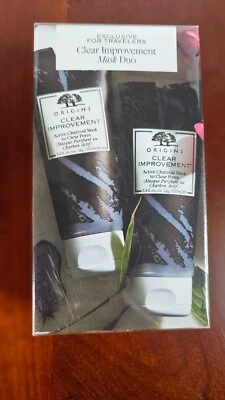 EXCLUSIVE
FOR TRAVELERS
Clear Improvement
Mask Duo
ORIGINS
CLEAR
IMPROVEMENT
Active Charcoal Mask
to Clear Pores
Masque Purifiant au
Charbon Actif
ORIGINS
CLEAR
IMPROVEMENT
Active Charcoal Mask
to Clear Pores
Masque Purifiant au
Charbon Actif